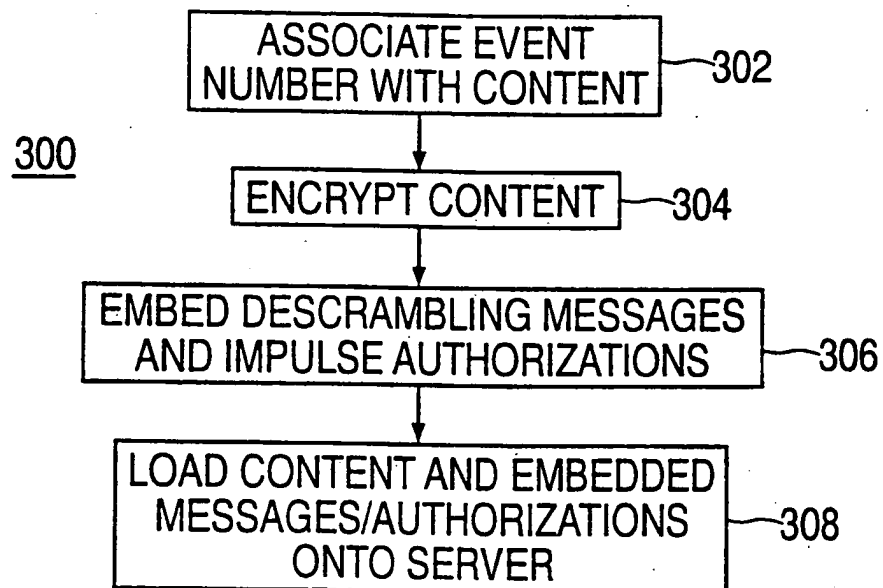 ASSOCIATE EVENT
NUMBER WITH CONTENT
302
300
ENCRYPT CONTENT
304
EMBED DESCRAMBLING MESSAGES
AND IMPULSE AUTHORIZATIONS
306
LOAD CONTENT AND EMBEDDED
MESSAGES/AUTHORIZATIONS
ONTO SERVER
308